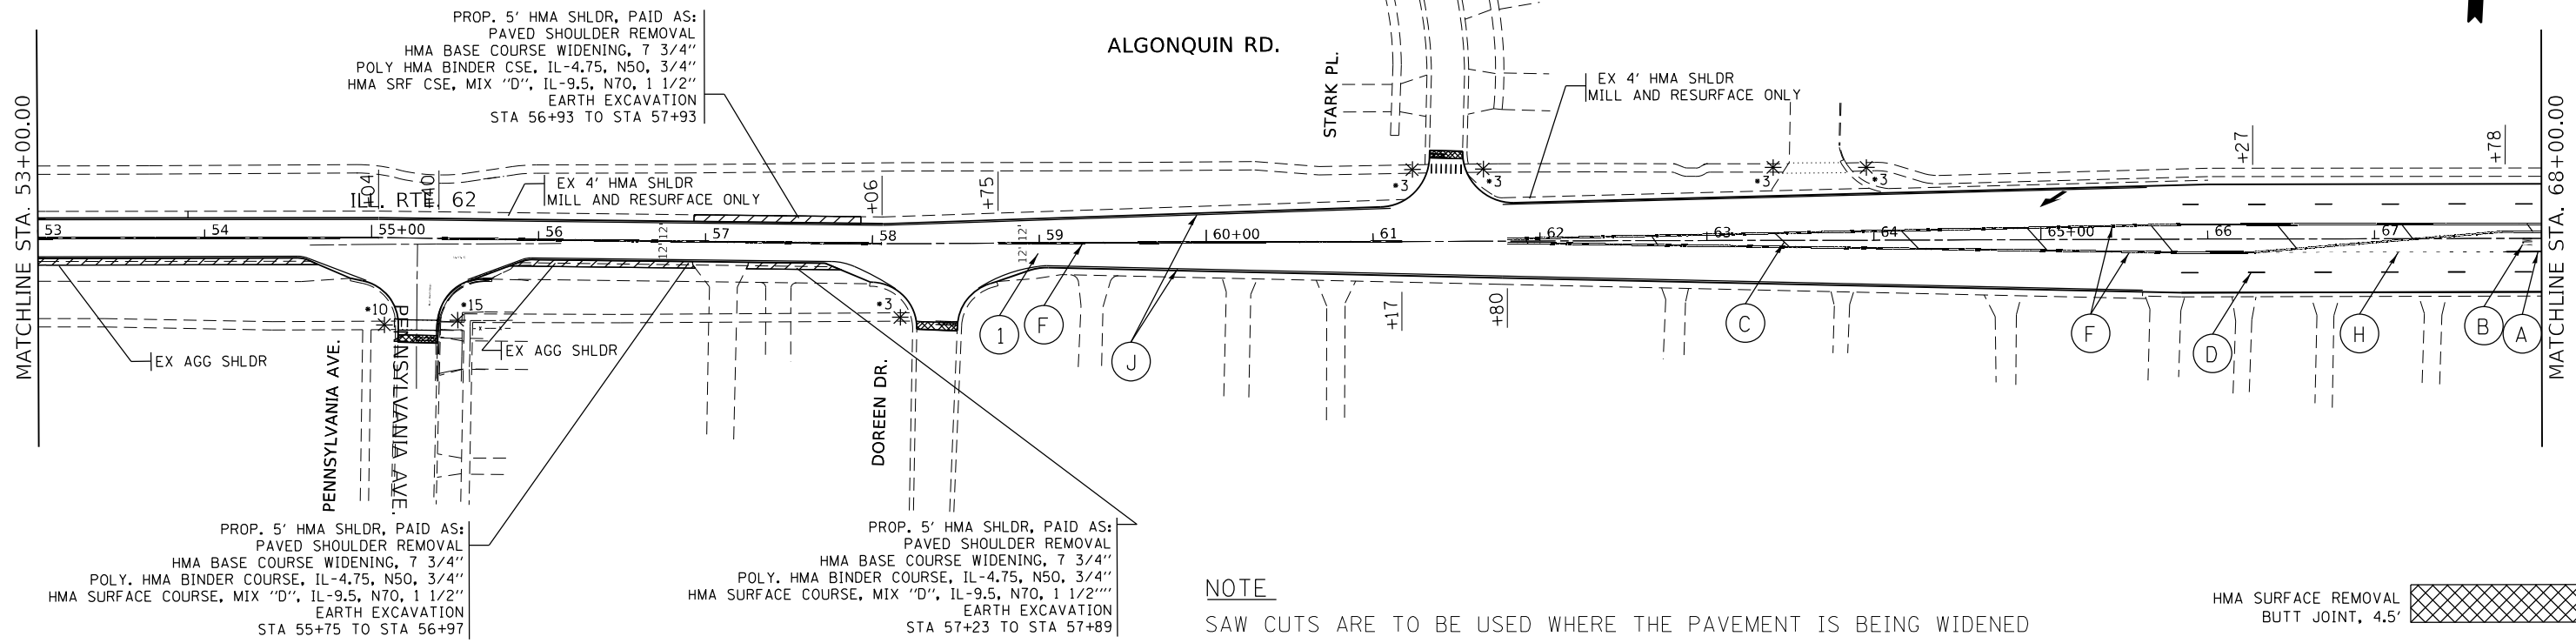 PROP. 5' HMA SHLDR, PAID AS:
PAVED SHOULDER REMOVAL
HMA BASE COURSE WIDENING, 7 3/4"
POLY HMA BINDER CSE, IL-4.75, N50, 3/4"
HMA SRF CSE, MIX "D", IL-9.5, N70, 1 1/2"
EARTH EXCAVATION
STA 56+93 TO STA 57+93
ALGONQUIN RD.
STARK PL.
EX 4' HMA SHLDR
MILL AND RESURFACE ONLY
MATCHLINE STA. 53+00.00
MATCHLINE STA. 68+00.00
+04
+40
ILL. RTE. 62
EX 4' HMA SHLDR
MILL AND RESURFACE ONLY
+06
+75
*3
*3
*3
*3
+27
+78
53
54
55+00
56
57
58
59
60+00
61
62
63
64
65+00
66
67
12' 12'
12' 12'
*10
*15
*3
EX AGG SHLDR
EX AGG SHLDR
PENNSYLVANIA AVE.
PENNSYLVANIA AVE.
DOREEN DR.
I
F
J
+17
+80
C
F
D
H
B
A
PROP. 5' HMA SHLDR, PAID AS:
PAVED SHOULDER REMOVAL
HMA BASE COURSE WIDENING, 7 3/4"
POLY. HMA BINDER COURSE, IL-4.75, N50, 3/4"
HMA SURFACE COURSE, MIX "D", IL-9.5, N70, 1 1/2"
EARTH EXCAVATION
STA 55+75 TO STA 56+97
PROP. 5' HMA SHLDR, PAID AS:
PAVED SHOULDER REMOVAL
HMA BASE COURSE WIDENING, 7 3/4"
POLY. HMA BINDER COURSE, IL-4.75, N50, 3/4"
HMA SURFACE COURSE, MIX "D", IL-9.5, N70, 1 1/2""
EARTH EXCAVATION
STA 57+23 TO STA 57+89
NOTE
SAW CUTS ARE TO BE USED WHERE THE PAVEMENT IS BEING WIDENED
HMA SURFACE REMOVAL
BUTT JOINT, 4.5'